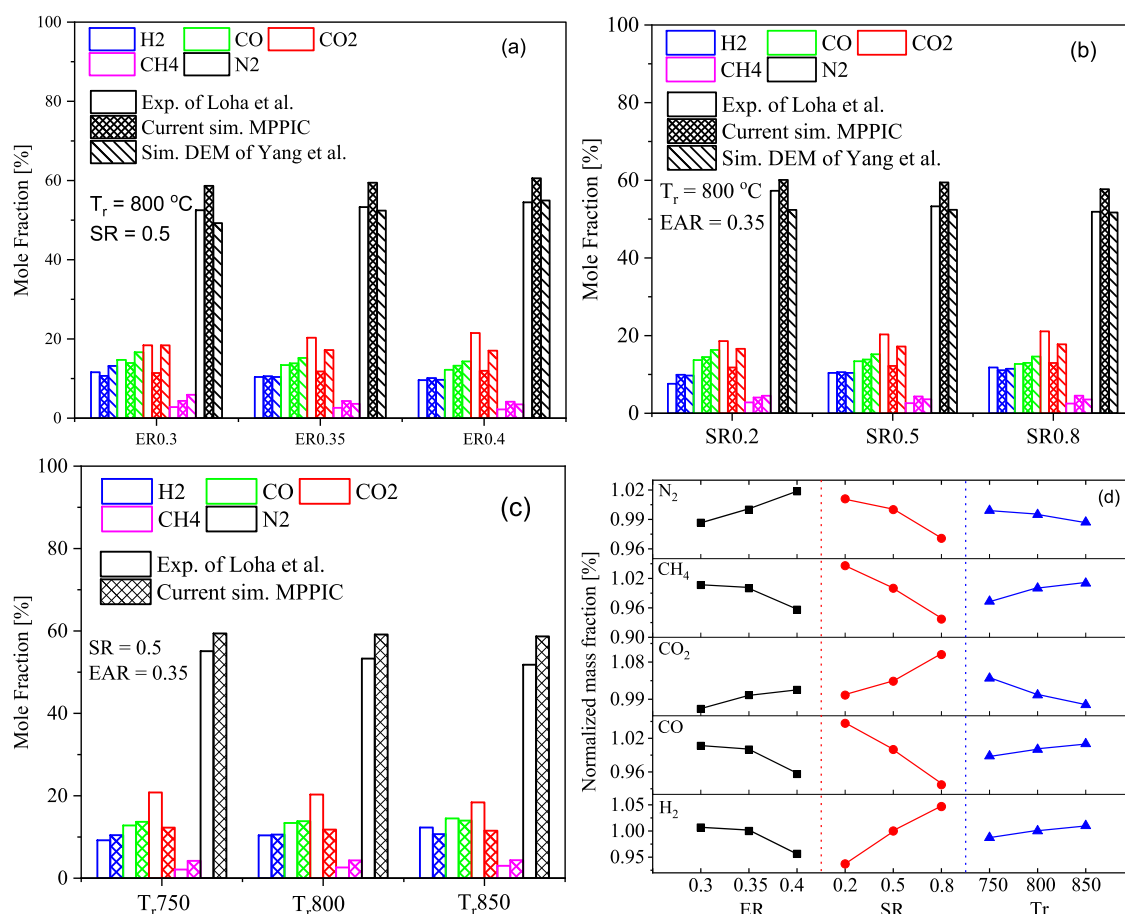 100
80
60
40
20
0
Mole Fraction [%]
H2 CO CO2
CH4 N2
(a)
Exp. of Loha et al.
Current sim. MPPIC
Sim. DEM of Yang et al.
Tr = 800 °C
SR = 0.5
ER0.3 ER0.35 ER0.4
100
80
60
40
20
0
Mole Fraction [%]
H2 CO CO2
CH4 N2
(b)
Exp. of Loha et al.
Current sim. MPPIC
Sim. DEM of Yang et al.
Tr = 800 °C
EAR = 0.35
SR0.2 SR0.5 SR0.8
100
80
60
40
20
0
Mole Fraction [%]
H2 CO CO2
CH4 N2
(c)
Exp. of Loha et al.
Current sim. MPPIC
SR = 0.5
EAR = 0.35
Tr750 Tr800 Tr850
Normalized mass fraction [%]
(d)
N2
1.02
0.99
0.96
CH4
1.02
0.96
0.90
CO2
1.08
0.99
CO
1.02
0.96
H2
1.05
1.00
0.95
0.3 0.35 0.4 0.2 0.5 0.8 750 800 850
ER SR Tr